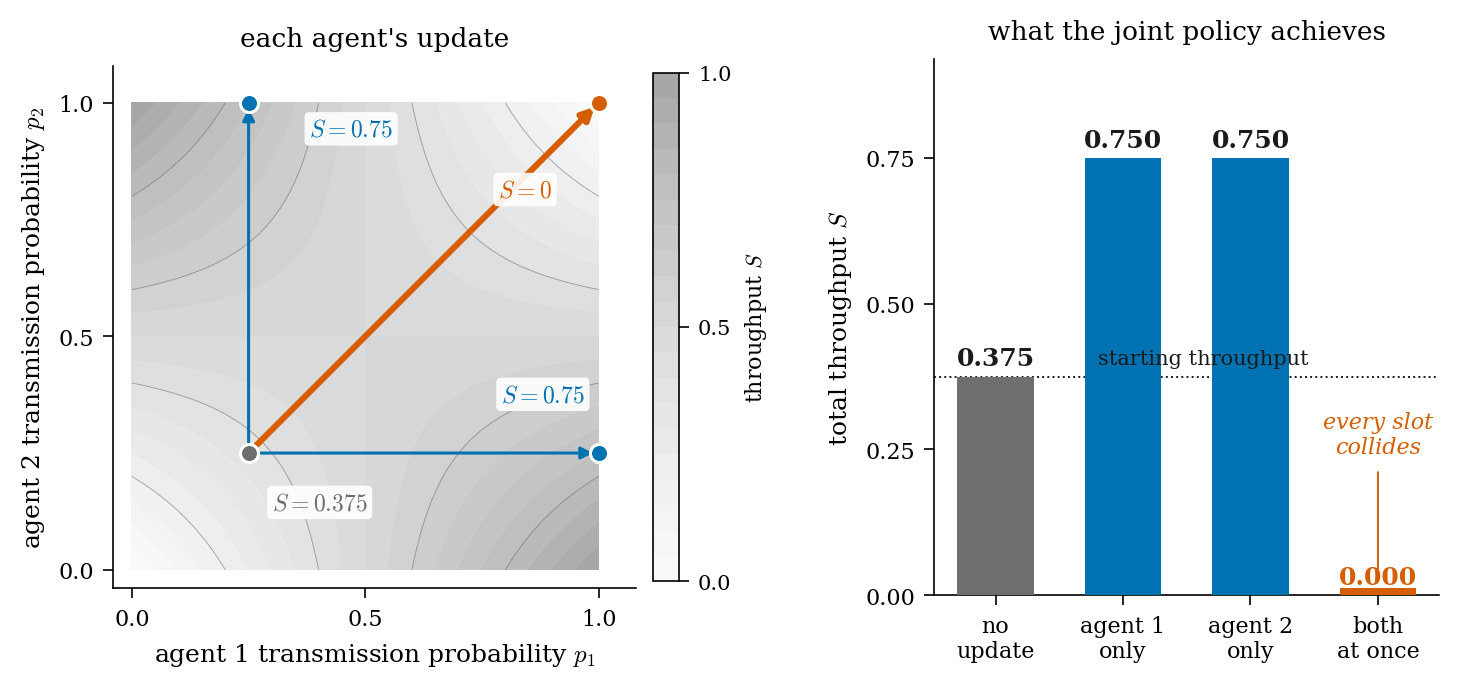 each agent's update
agent 2 transmission probability p₂
1.0
0.5
0.0
S = 0.75
S = 0
S = 0.75
S = 0.375
0.0
0.5
1.0
agent 1 transmission probability p₁
1.0
0.5
0.0
throughput S
what the joint policy achieves
total throughput S
0.75
0.50
0.25
0.00
0.375
0.750
0.750
0.000
starting throughput
every slot
collides
no
update
agent 1
only
agent 2
only
both
at once